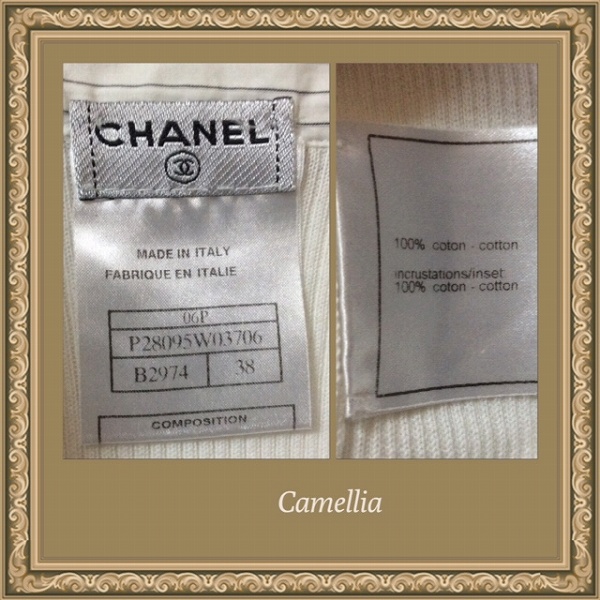 CHANEL
MADE IN ITALY
FABRIQUE EN ITALIE
06P
P28095W03706
B2974 38
COMPOSITION
100% coton - cotton
incrustations/inset:
100% coton - cotton
Camellia